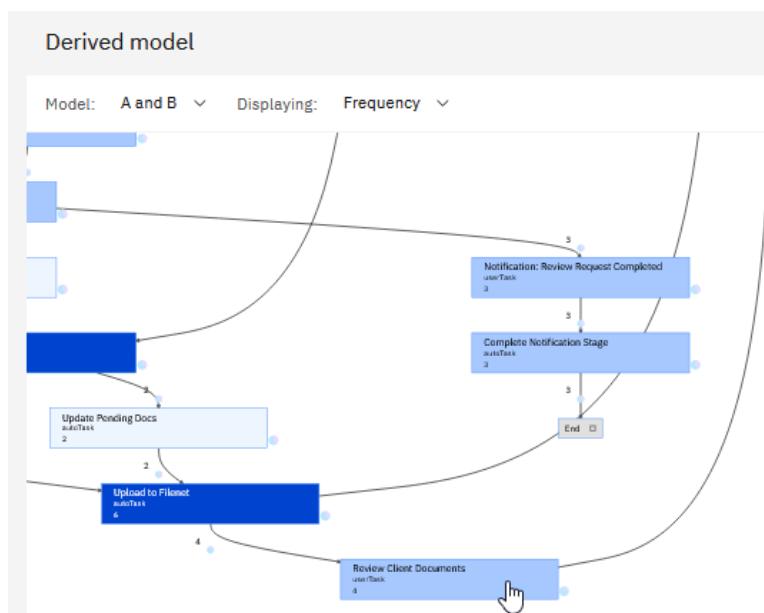 Derived model
Model: A and B Displaying: Frequency
3
Notification: Review Request Completed
userTask
3
3
Complete Notification Stage
autoTask
3
2
3
Update Pending Docs
autoTask
2
End
2
Upload to Filenet
autoTask
6
4
Review Client Documents
userTask
4